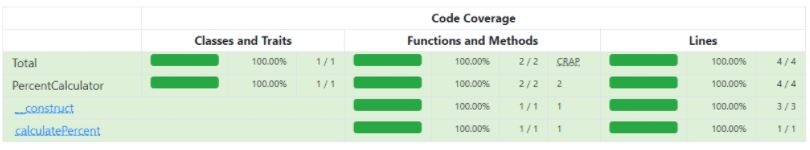 Code Coverage
Classes and Traits Functions and Methods Lines
Total 100.00% 1 / 1 100.00% 2 / 2 CRAP 100.00% 4 / 4
PercentCalculator 100.00% 1 / 1 100.00% 2 / 2 2 100.00% 4 / 4
__construct 100.00% 1 / 1 1 100.00% 3 / 3
calculatePercent 100.00% 1 / 1 1 100.00% 1 / 1